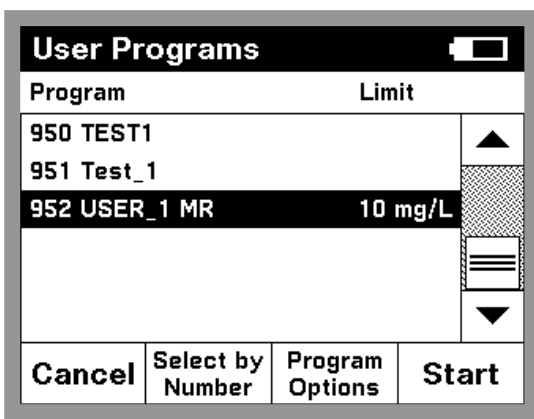 User Programs
Program Limit
950 TEST1
951 Test_1
952 USER_1 MR 10 mg/L
Cancel
Select by
Number
Program
Options
Start